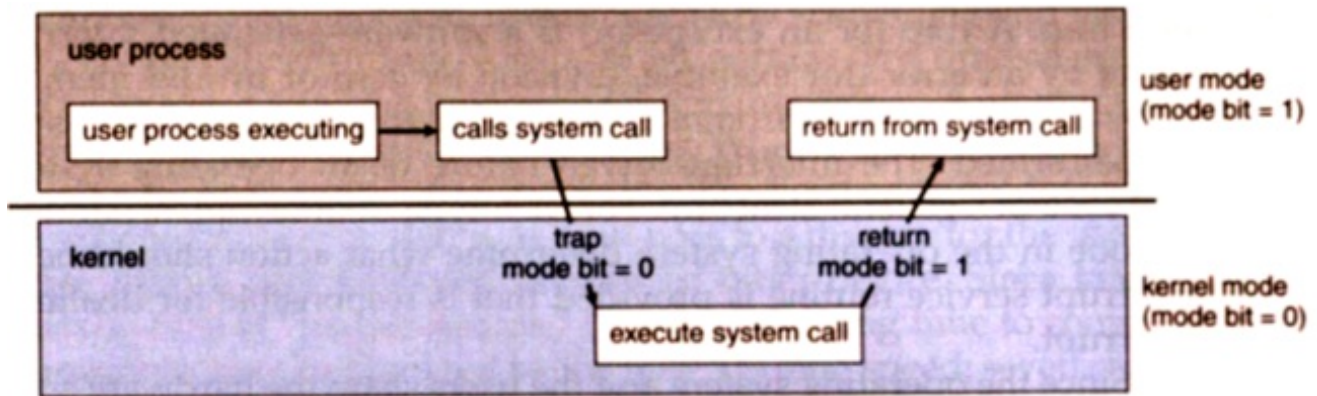 user process
user process executing
calls system call
return from system call
user mode
(mode bit = 1)
kernel
trap
mode bit = 0
return
mode bit = 1
execute system call
kernel mode
(mode bit = 0)